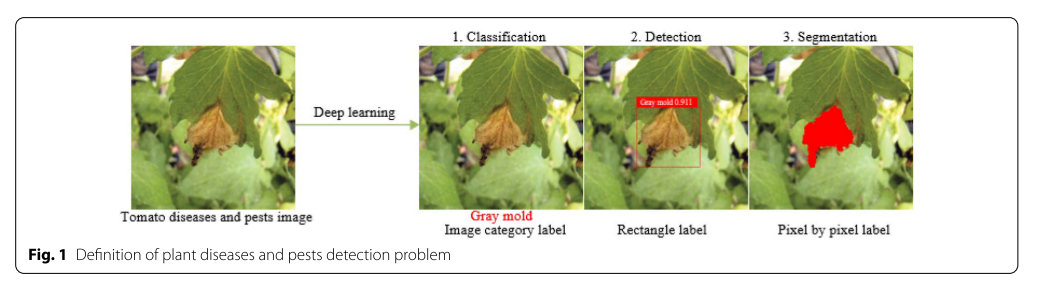 1. Classification
2. Detection
3. Segmentation
Deep learning
Gray mold 0.911
Tomato diseases and pests image
Gray mold
Image category label
Rectangle label
Pixel by pixel label
Fig. 1 Definition of plant diseases and pests detection problem